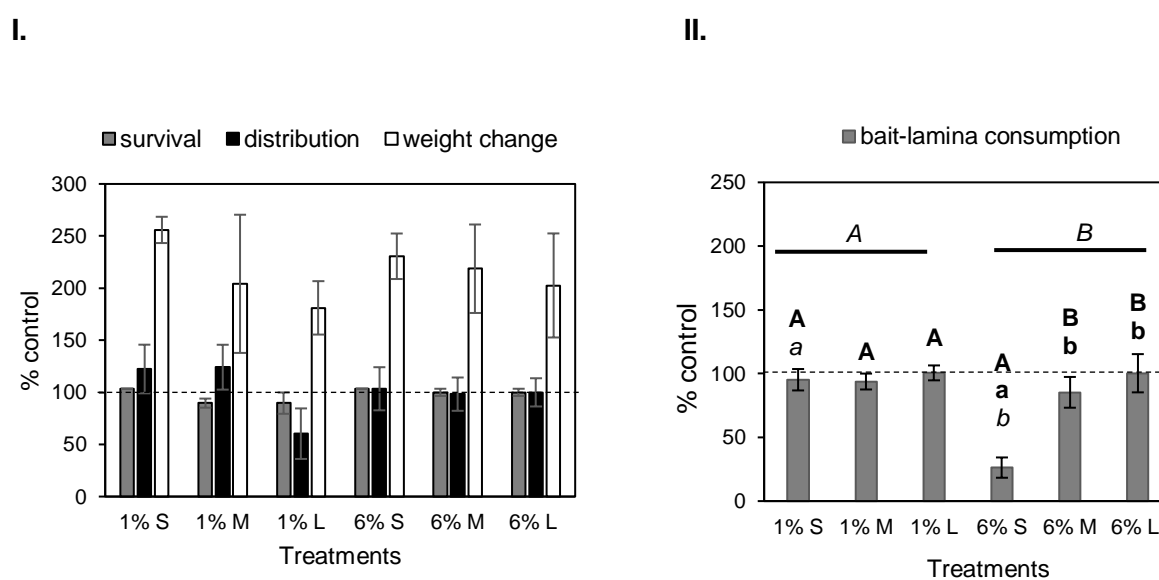 I.
II.
survival distribution weight change
300
250
200
150
100
50
0
% control
1% S 1% M 1% L 6% S 6% M 6% L
Treatments
bait-lamina consumption
250
200
150
100
50
0
% control
A B
A
a
A
A
A
a
b
B
b
B
b
1% S 1% M 1% L 6% S 6% M 6% L
Treatments